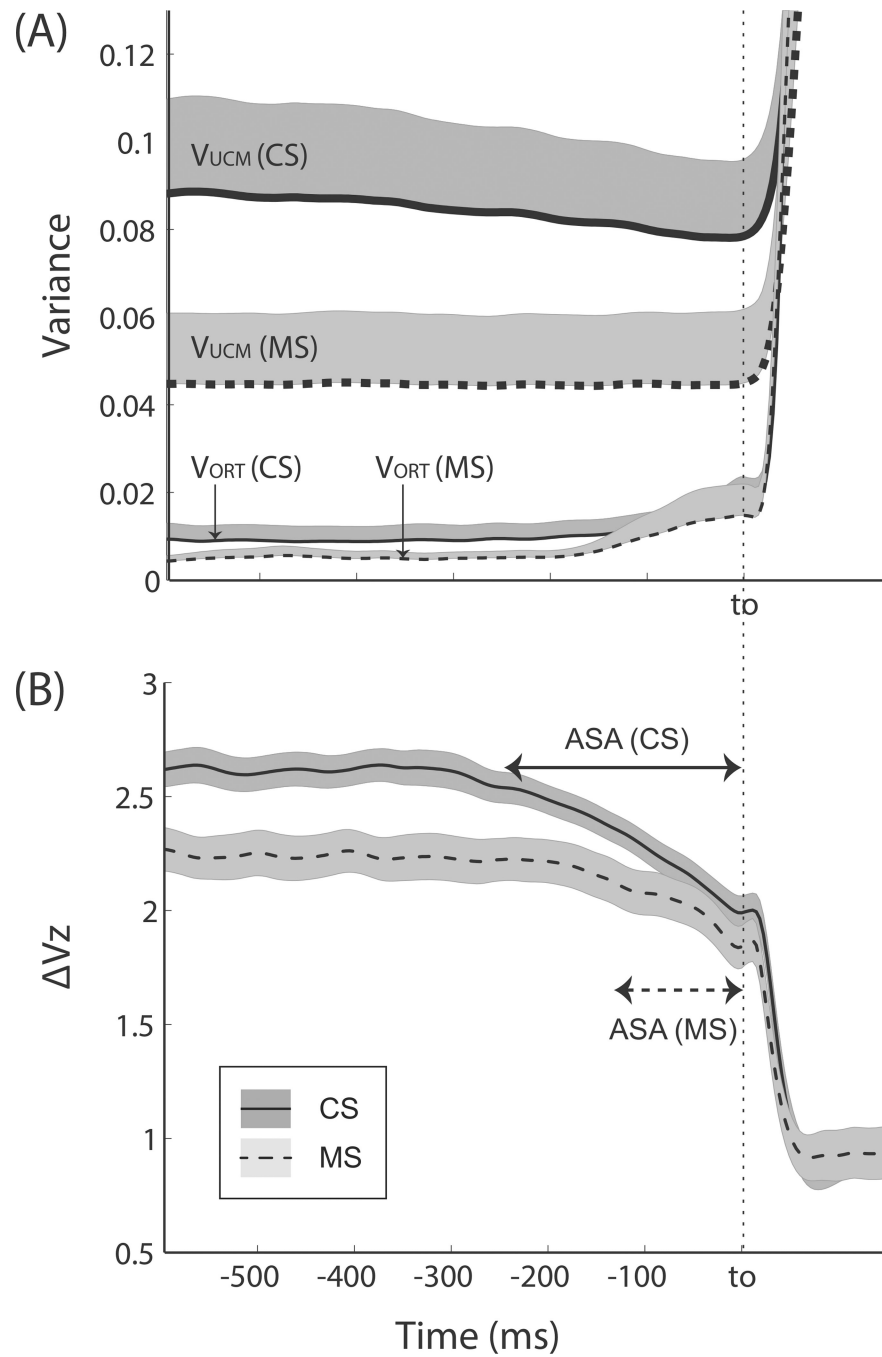 (A)
0.12
0.1
0.08
0.06
0.04
0.02
0
Variance
VUCM (CS)
VUCM (MS)
VORT (CS)
VORT (MS)
to
(B)
3
2.5
2
1.5
1
0.5
ΔVz
ASA (CS)
ASA (MS)
CS
MS
-500 -400 -300 -200 -100 to
Time (ms)